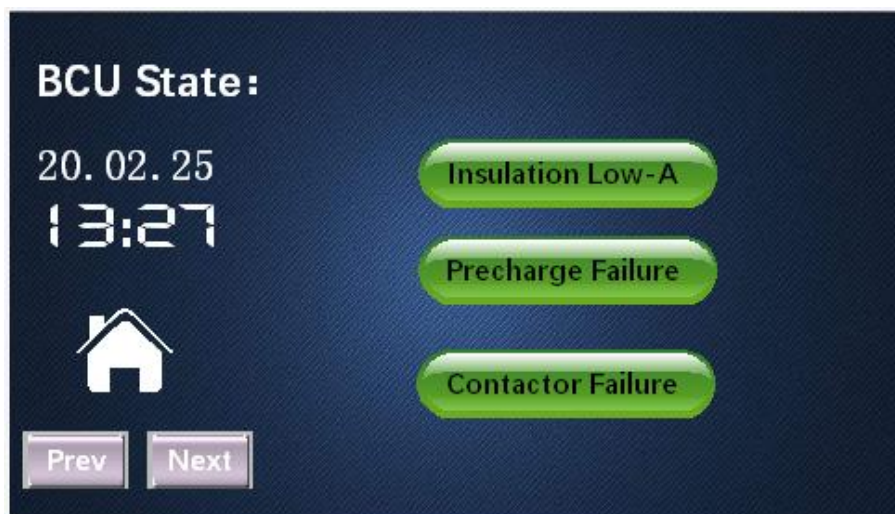 BCU State:
20.02.25
13:27
Insulation Low-A
Precharge Failure
Contactor Failure
Prev
Next